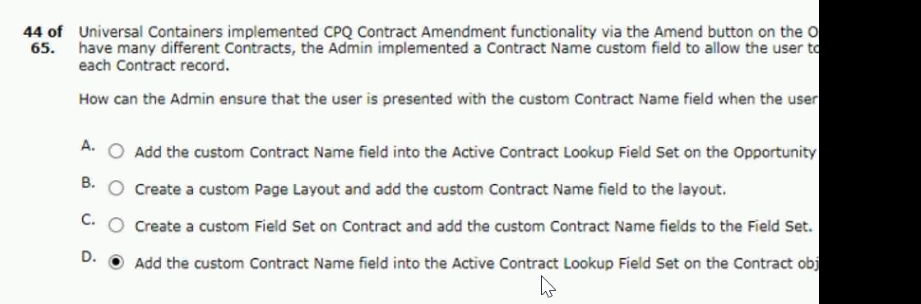 44 of Universal Containers implemented CPQ Contract Amendment functionality via the Amend button on the O
65. have many different Contracts, the Admin implemented a Contract Name custom field to allow the user to
each Contract record.
How can the Admin ensure that the user is presented with the custom Contract Name field when the user
A. Add the custom Contract Name field into the Active Contract Lookup Field Set on the Opportunity
B. Create a custom Page Layout and add the custom Contract Name field to the layout.
C. Create a custom Field Set on Contract and add the custom Contract Name fields to the Field Set.
D. Add the custom Contract Name field into the Active Contract Lookup Field Set on the Contract obj